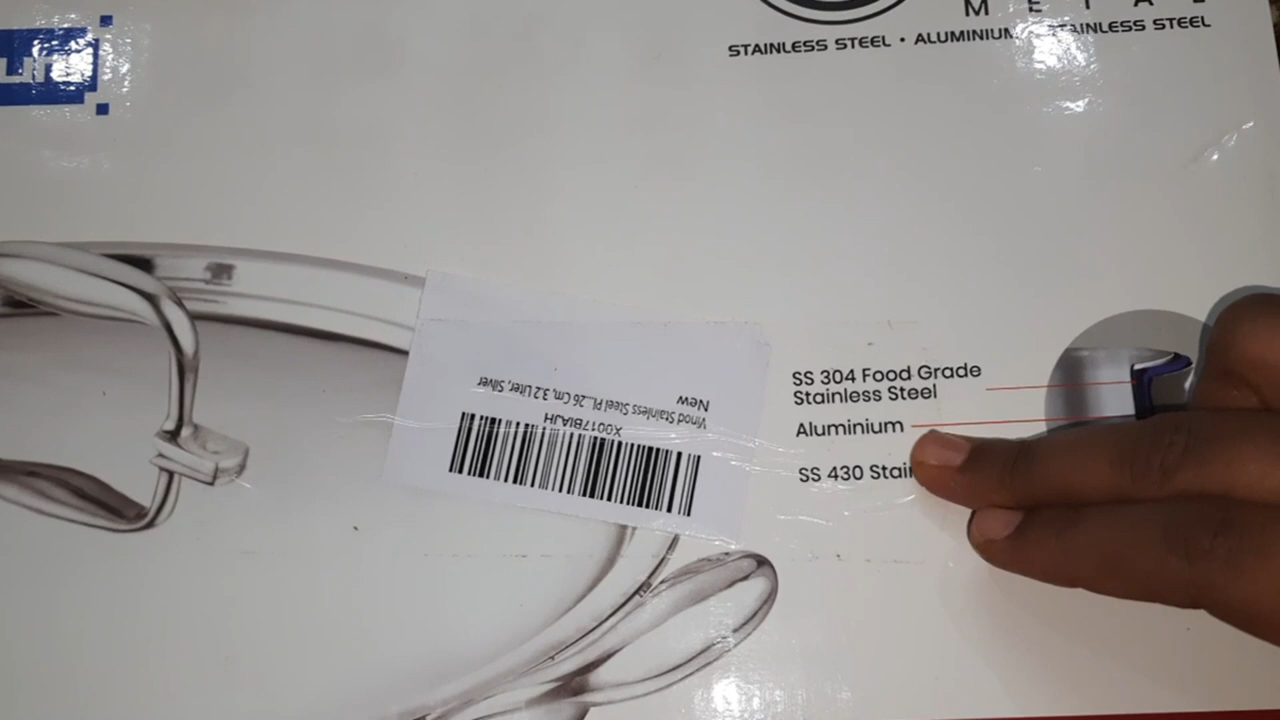 METAL
STAINLESS STEEL • ALUMINIUM STAINLESS STEEL
SS 304 Food Grade
Stainless Steel
Aluminium
SS 430
X0017BIAJH
Vinod Stainless Steel Pl...26 Cm, 3.2 Liter, Silver
New